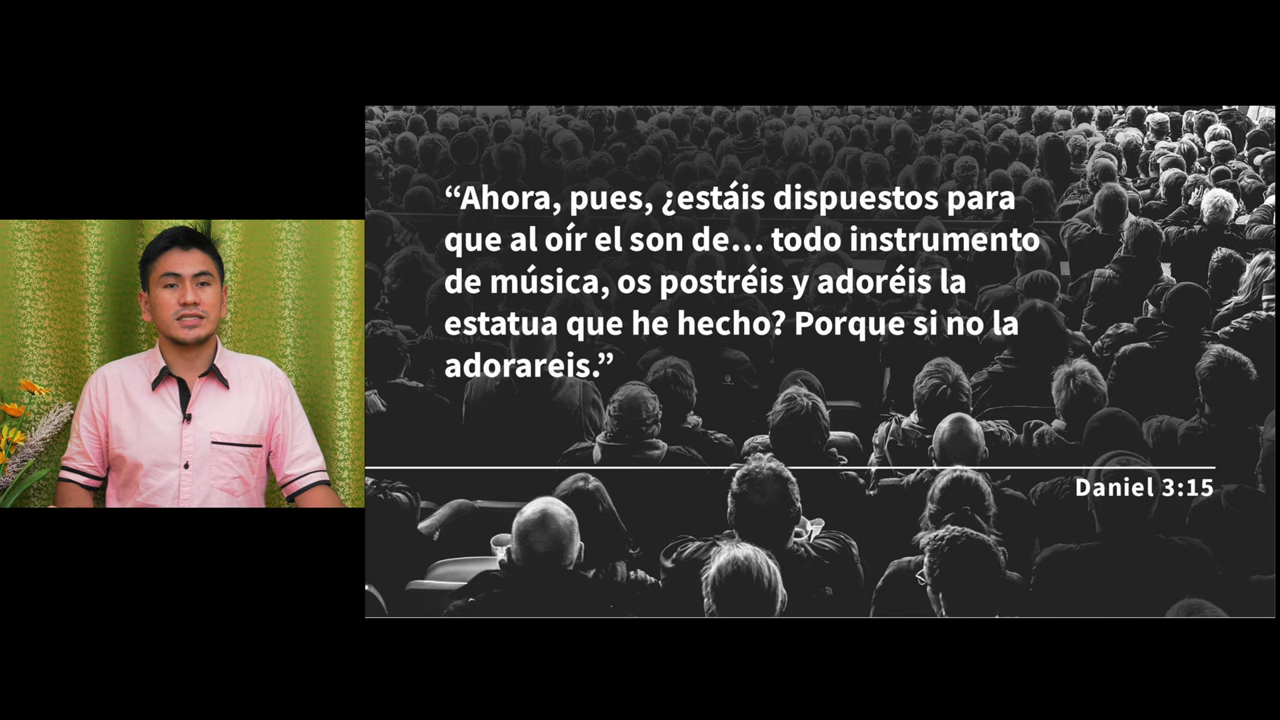 “Ahora, pues, ¿estáis dispuestos para
que al oír el son de... todo instrumento
de música, os postréis y adoréis la
estatua que he hecho? Porque si no la
adorareis.”
Daniel 3:15